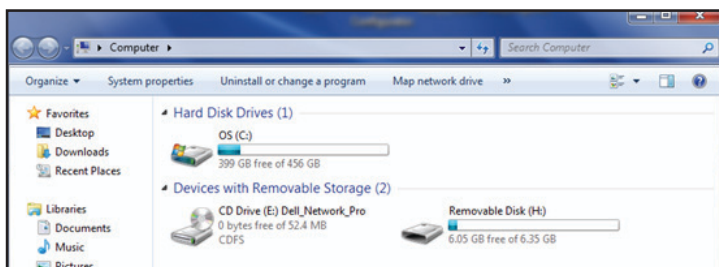 Computer
Search Computer
Organize
System properties
Uninstall or change a program
Map network drive
»
Favorites
Desktop
Downloads
Recent Places
Libraries
Documents
Music
Pictures
Hard Disk Drives (1)
OS (C:)
399 GB free of 456 GB
Devices with Removable Storage (2)
CD Drive (E:) Dell_Network_Pro
0 bytes free of 52.4 MB
CDFS
Removable Disk (H:)
6.05 GB free of 6.35 GB